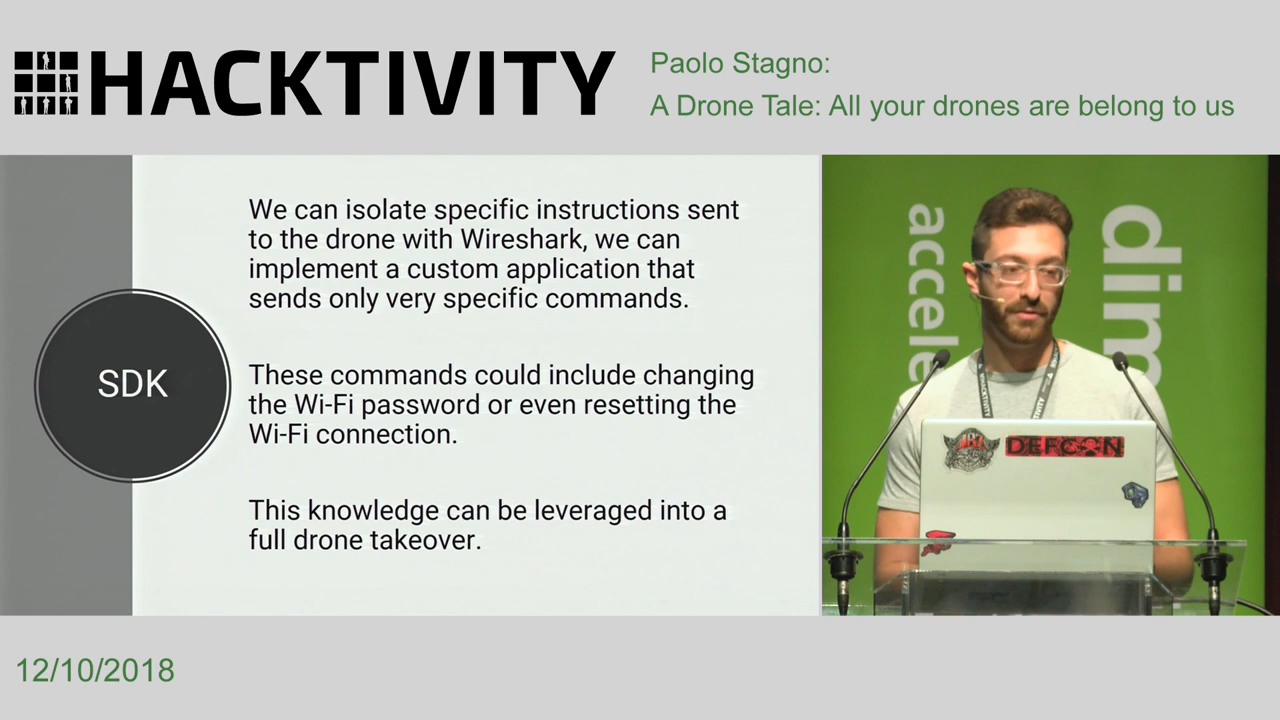 HACKTIVITY
Paolo Stagno:
A Drone Tale: All your drones are belong to us
We can isolate specific instructions sent
to the drone with Wireshark, we can
implement a custom application that
sends only very specific commands.
SDK
These commands could include changing
the Wi-Fi password or even resetting the
Wi-Fi connection.
This knowledge can be leveraged into a
full drone takeover.
accele
dim
HACKTIVITY
TIVITY
DEFCON
12/10/2018